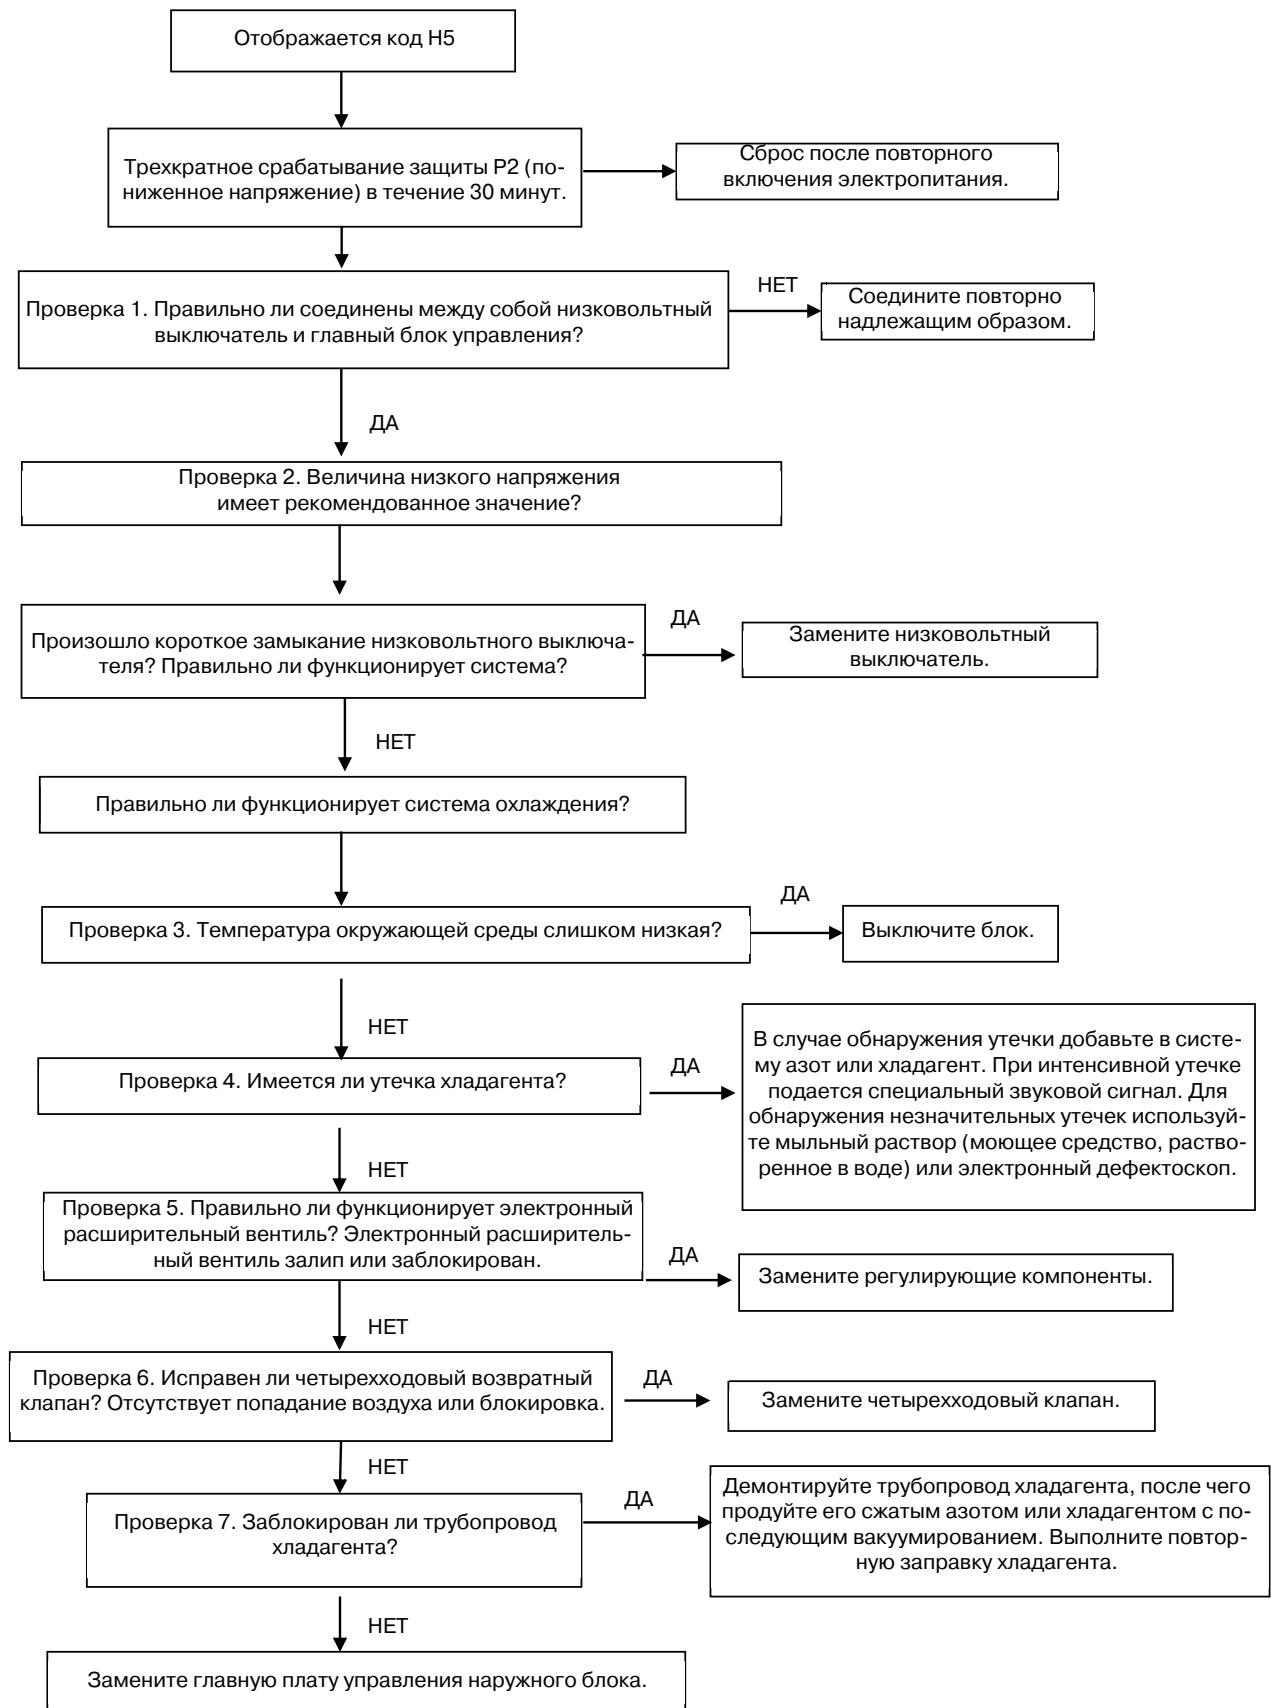 Отображается код H5
Трехкратное срабатывание защиты P2 (по-
ниженное напряжение) в течение 30 минут.
Сброс после повторного
включения электропитания.
Проверка 1. Правильно ли соединены между собой низковольтный
выключатель и главный блок управления?
НЕТ
Соедините повторно
надлежащим образом.
ДА
Проверка 2. Величина низкого напряжения
имеет рекомендованное значение?
Произошло короткое замыкание низковольтного выключа-
теля? Правильно ли функционирует система?
ДА
Замените низковольтный
выключатель.
НЕТ
Правильно ли функционирует система охлаждения?
Проверка 3. Температура окружающей среды слишком низкая?
ДА
Выключите блок.
НЕТ
Проверка 4. Имеется ли утечка хладагента?
ДА
В случае обнаружения утечки добавьте в систе-
му азот или хладагент. При интенсивной утечке
подается специальный звуковой сигнал. Для
обнаружения незначительных утечек используй-
те мыльный раствор (моющее средство, раство-
ренное в воде) или электронный дефектоскоп.
НЕТ
Проверка 5. Правильно ли функционирует электронный
расширительный вентиль? Электронный расширитель-
ный вентиль залип или заблокирован.
ДА
Замените регулирующие компоненты.
НЕТ
Проверка 6. Исправен ли четырехходовый возвратный
клапан? Отсутствует попадание воздуха или блокировка.
ДА
Замените четырехходовый клапан.
НЕТ
Проверка 7. Заблокирован ли трубопровод
хладагента?
ДА
Демонтируйте трубопровод хладагента, после чего
продуйте его сжатым азотом или хладагентом с по-
следующим вакуумированием. Выполните повтор-
ную заправку хладагента.
НЕТ
Замените главную плату управления наружного блока.